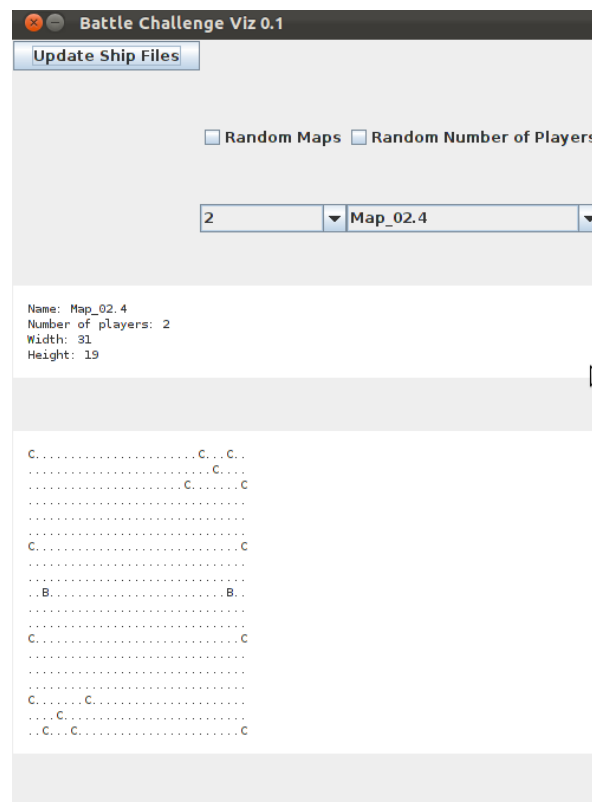 Battle Challenge Viz 0.1
Update Ship Files
Random Maps Random Number of Players
2 Map_02.4
Name: Map_02.4
Number of players: 2
Width: 31
Height: 19
C.......................C...C..
..........................C....
......................C.......C
...............................
...............................
...............................
C.............................C
...............................
...............................
..B.........................B..
...............................
...............................
C.............................C
...............................
...............................
...............................
C.......C......................
....C..........................
..C...C.......................C